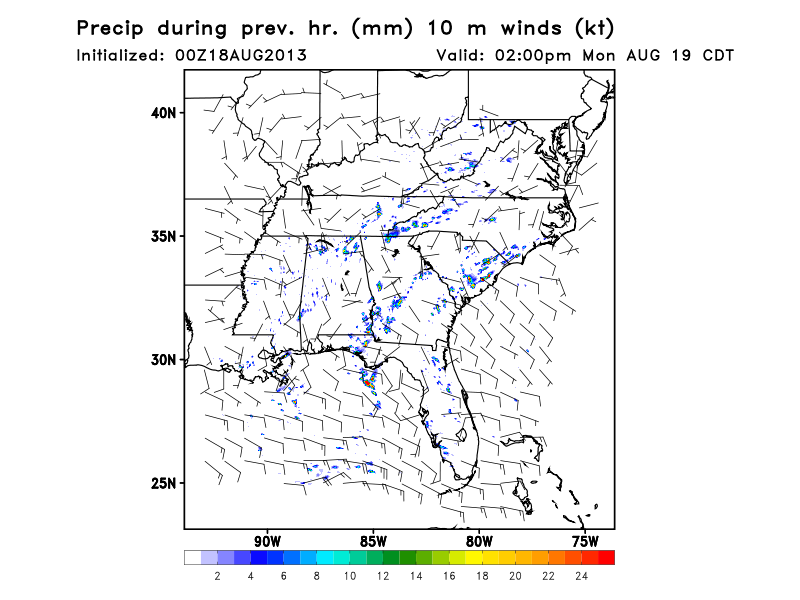 Precip during prev. hr. (mm) 10 m winds (kt)
Initialized: 00Z18AUG2013 Valid: 02:00pm Mon AUG 19 CDT
40N
35N
30N
25N
90W 85W 80W 75W
2 4 6 8 10 12 14 16 18 20 22 24